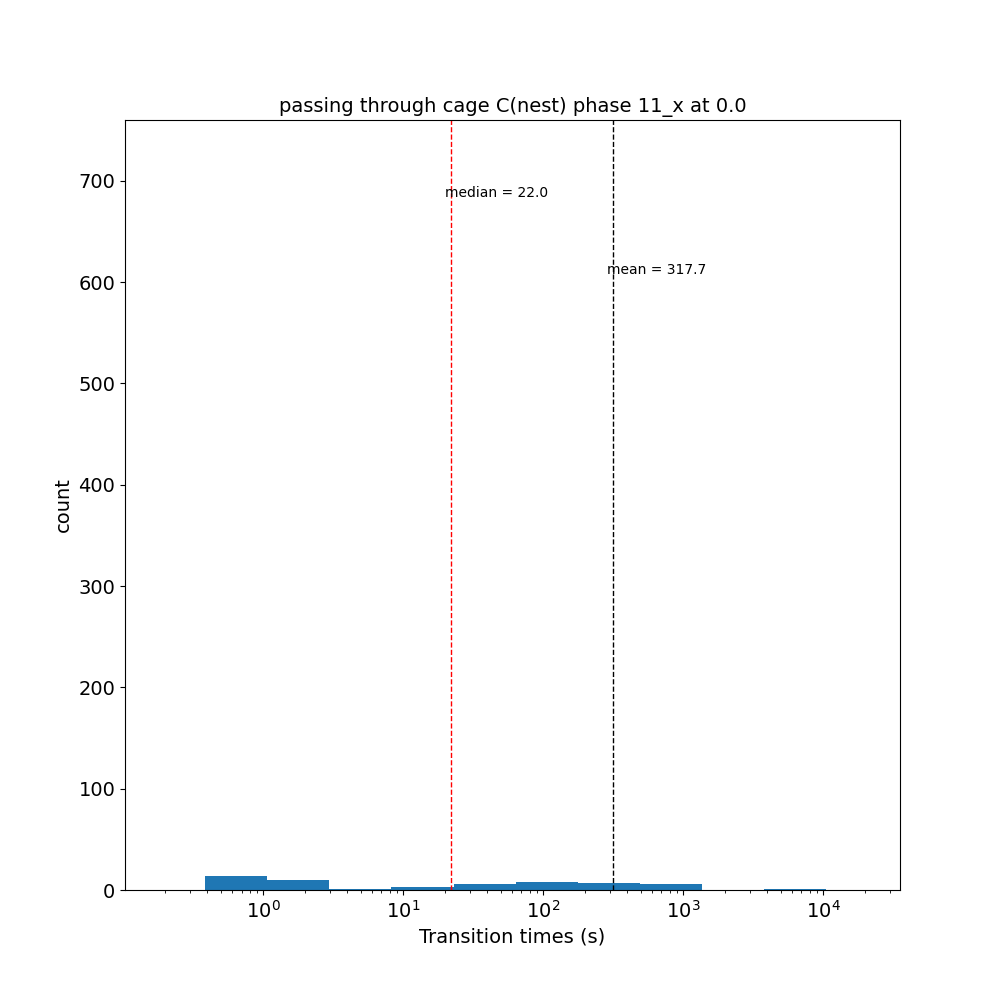 passing through cage C(nest) phase 11_x at 0.0
700
median = 22.0
mean = 317.7
600
500
400
300
200
100
0
count
10⁰ 10¹ 10² 10³ 10⁴
Transition times (s)